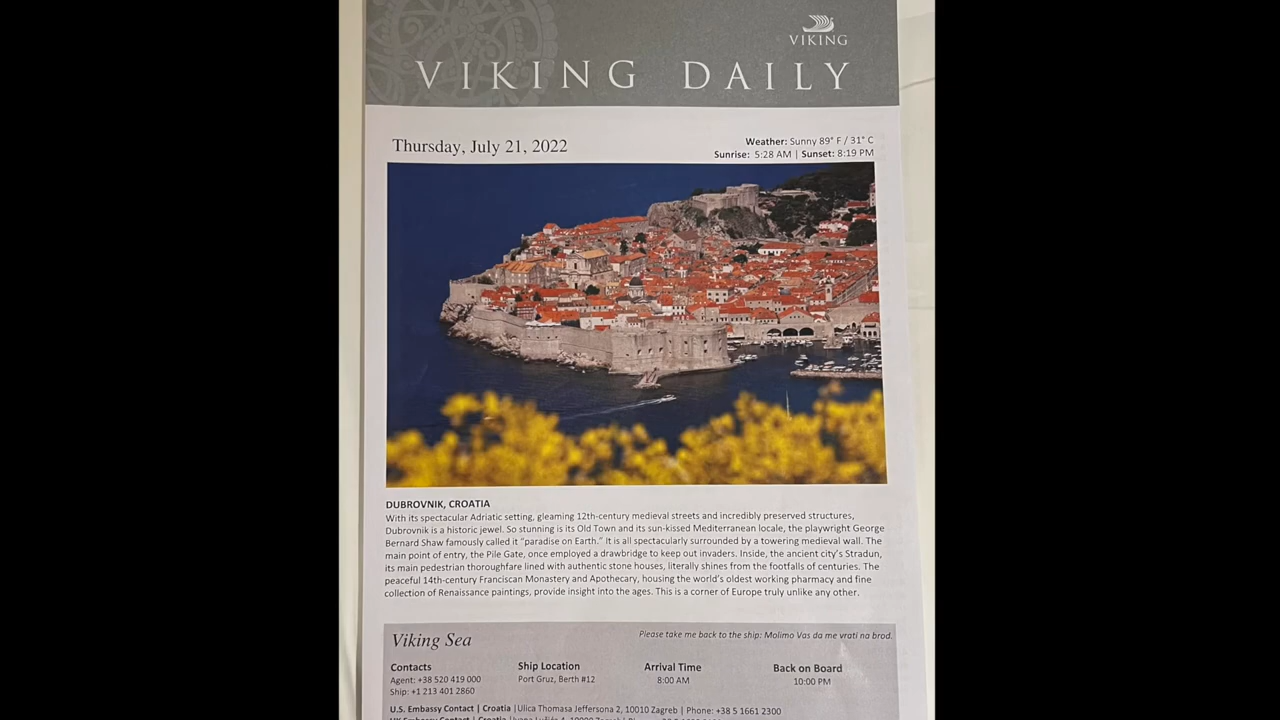 VIKING
VIKING DAILY
Thursday, July 21, 2022
Weather: Sunny 89° F / 31° C
Sunrise: 5:28 AM | Sunset: 8:19 PM
DUBROVNIK, CROATIA
With its spectacular Adriatic setting, gleaming 12th-century medieval streets and incredibly preserved structures,
Dubrovnik is a historic jewel. So stunning is its Old Town and its sun-kissed Mediterranean locale, the playwright George
Bernard Shaw famously called it “paradise on Earth.” It is all spectacularly surrounded by a towering medieval wall. The
main point of entry, the Pile Gate, once employed a drawbridge to keep out invaders. Inside, the ancient city’s Stradun,
its main pedestrian thoroughfare lined with authentic stone houses, literally shines from the footfalls of centuries. The
peaceful 14th-century Franciscan Monastery and Apothecary, housing the world’s oldest working pharmacy and fine
collection of Renaissance paintings, provide insight into the ages. This is a corner of Europe truly unlike any other.
Viking Sea
Please take me back to the ship: Molimo Vas da me vrati na brod.
Contacts
Agent: +38 520 419 000
Ship: +1 213 401 2860
Ship Location
Port Gruz, Berth #12
Arrival Time
8:00 AM
Back on Board
10:00 PM
U.S. Embassy Contact | Croatia |Ulica Thomasa Jeffersona 2, 10010 Zagreb | Phone: +38 5 1661 2300